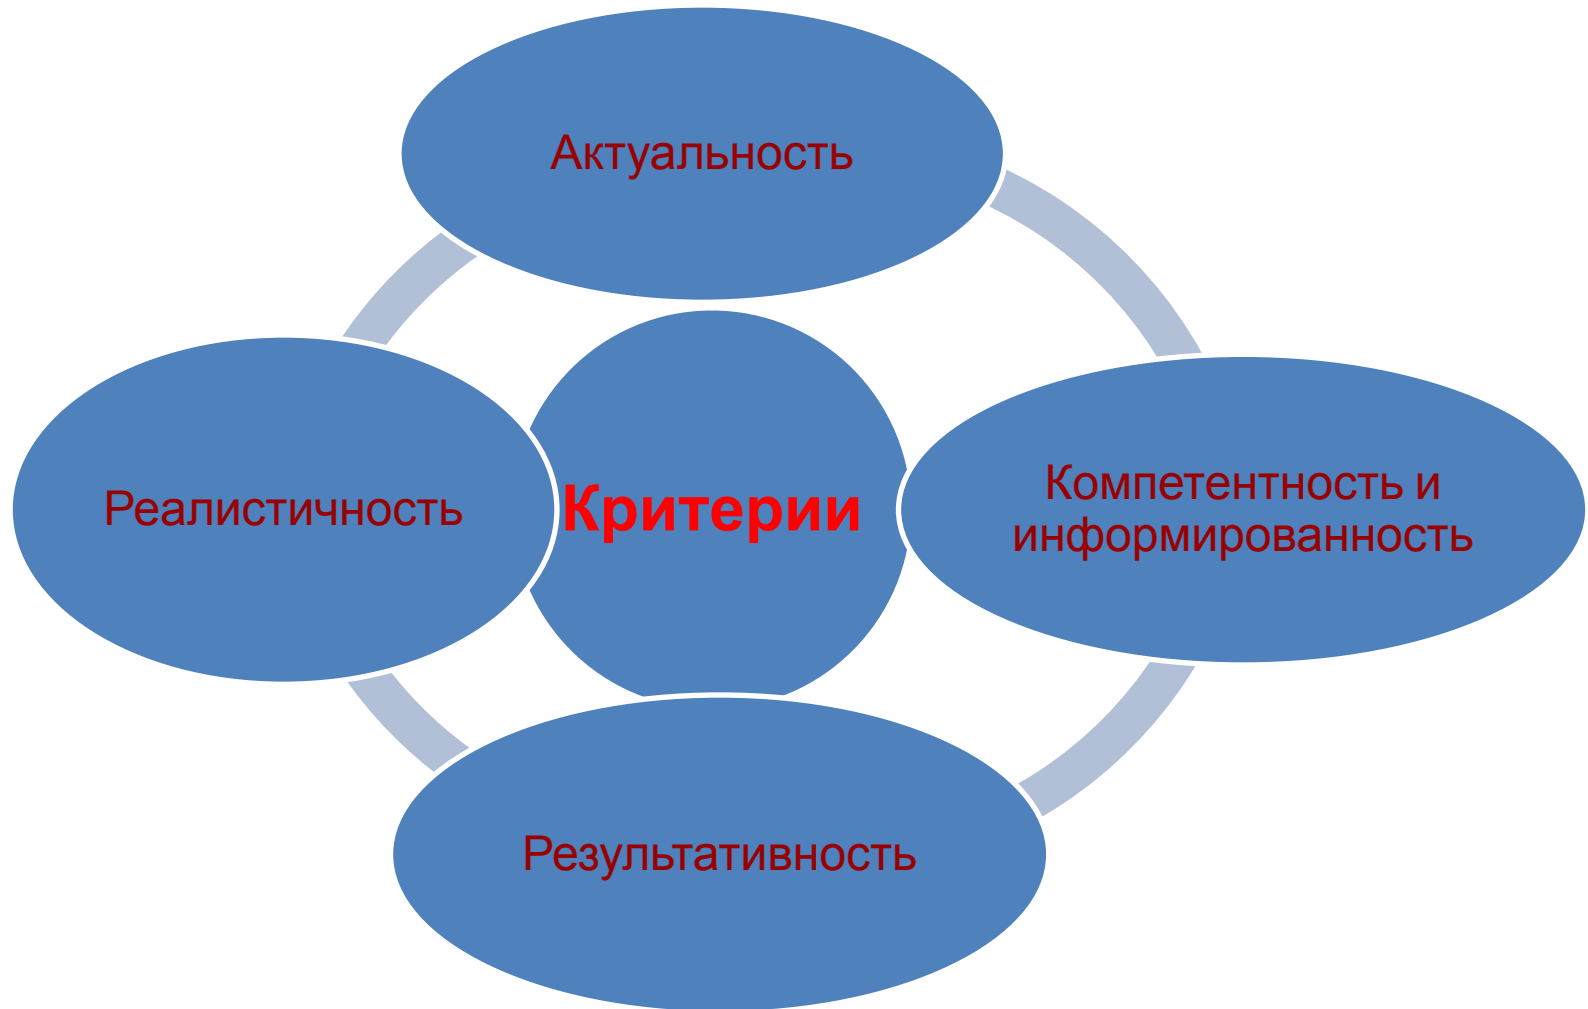 Актуальность
Реалистичность
Критерии
Компетентность и
информированность
Результативность